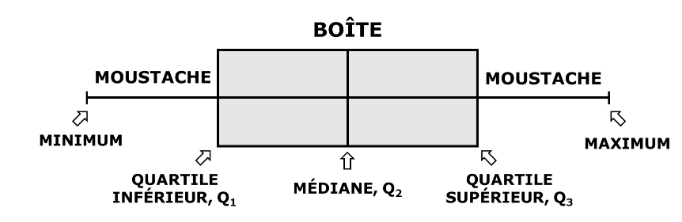 BOÎTE
MOUSTACHE
MOUSTACHE
MINIMUM
MAXIMUM
QUARTILE
INFÉRIEUR, Q₁
MÉDIANE, Q₂
QUARTILE
SUPÉRIEUR, Q₃